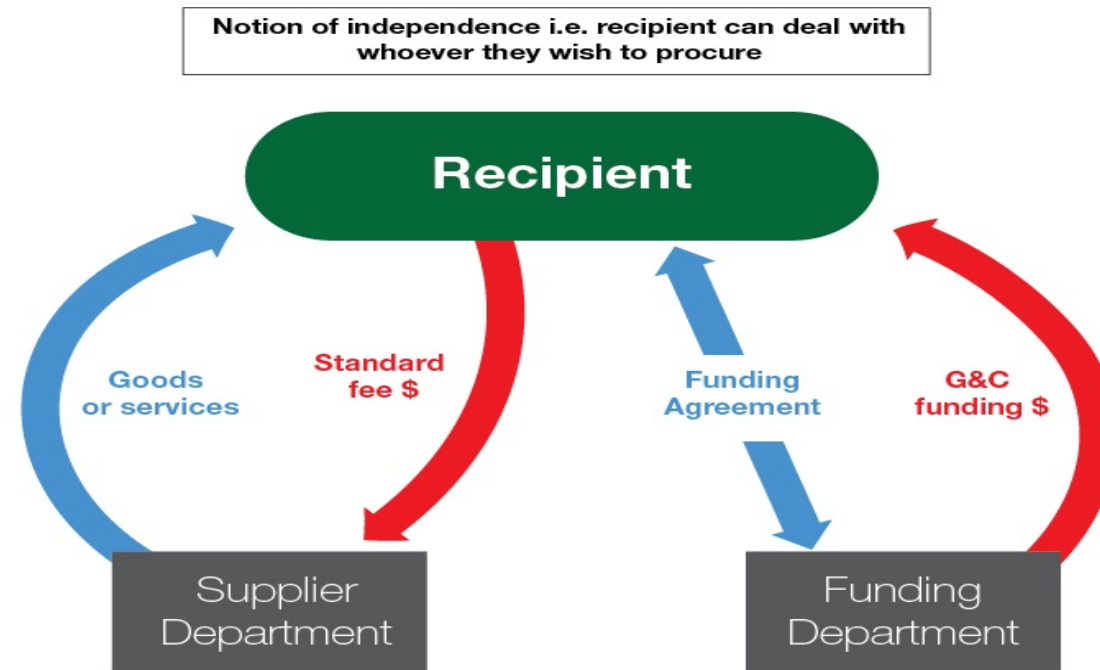 Notion of independence i.e. recipient can deal with
whoever they wish to procure
Recipient
Goods
or services
Standard
fee $
Funding
Agreement
G&C
funding $
Supplier
Department
Funding
Department